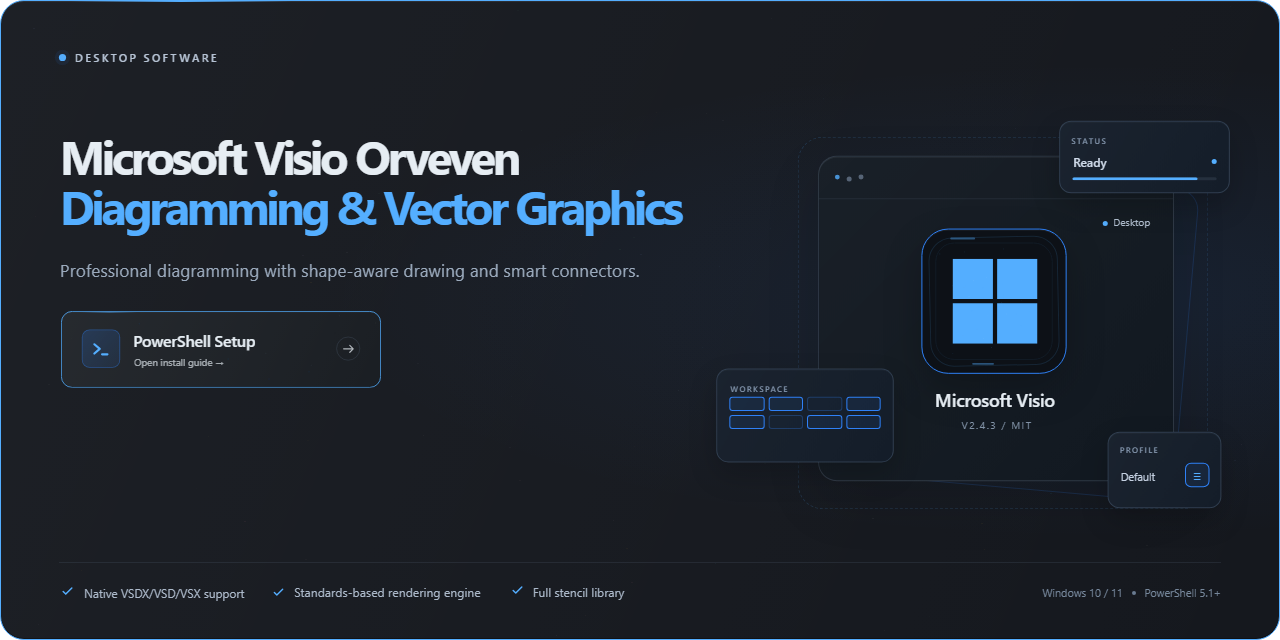 DESKTOP SOFTWARE
Microsoft Visio Orveven
Diagramming & Vector Graphics
Professional diagramming with shape-aware drawing and smart connectors.
PowerShell Setup
Open install guide →
STATUS
Ready
Desktop
WORKSPACE
Microsoft Visio
V2.4.3 / MIT
PROFILE
Default
Native VSDX/VSD/VSX support
Standards-based rendering engine
Full stencil library
Windows 10 / 11 • PowerShell 5.1+